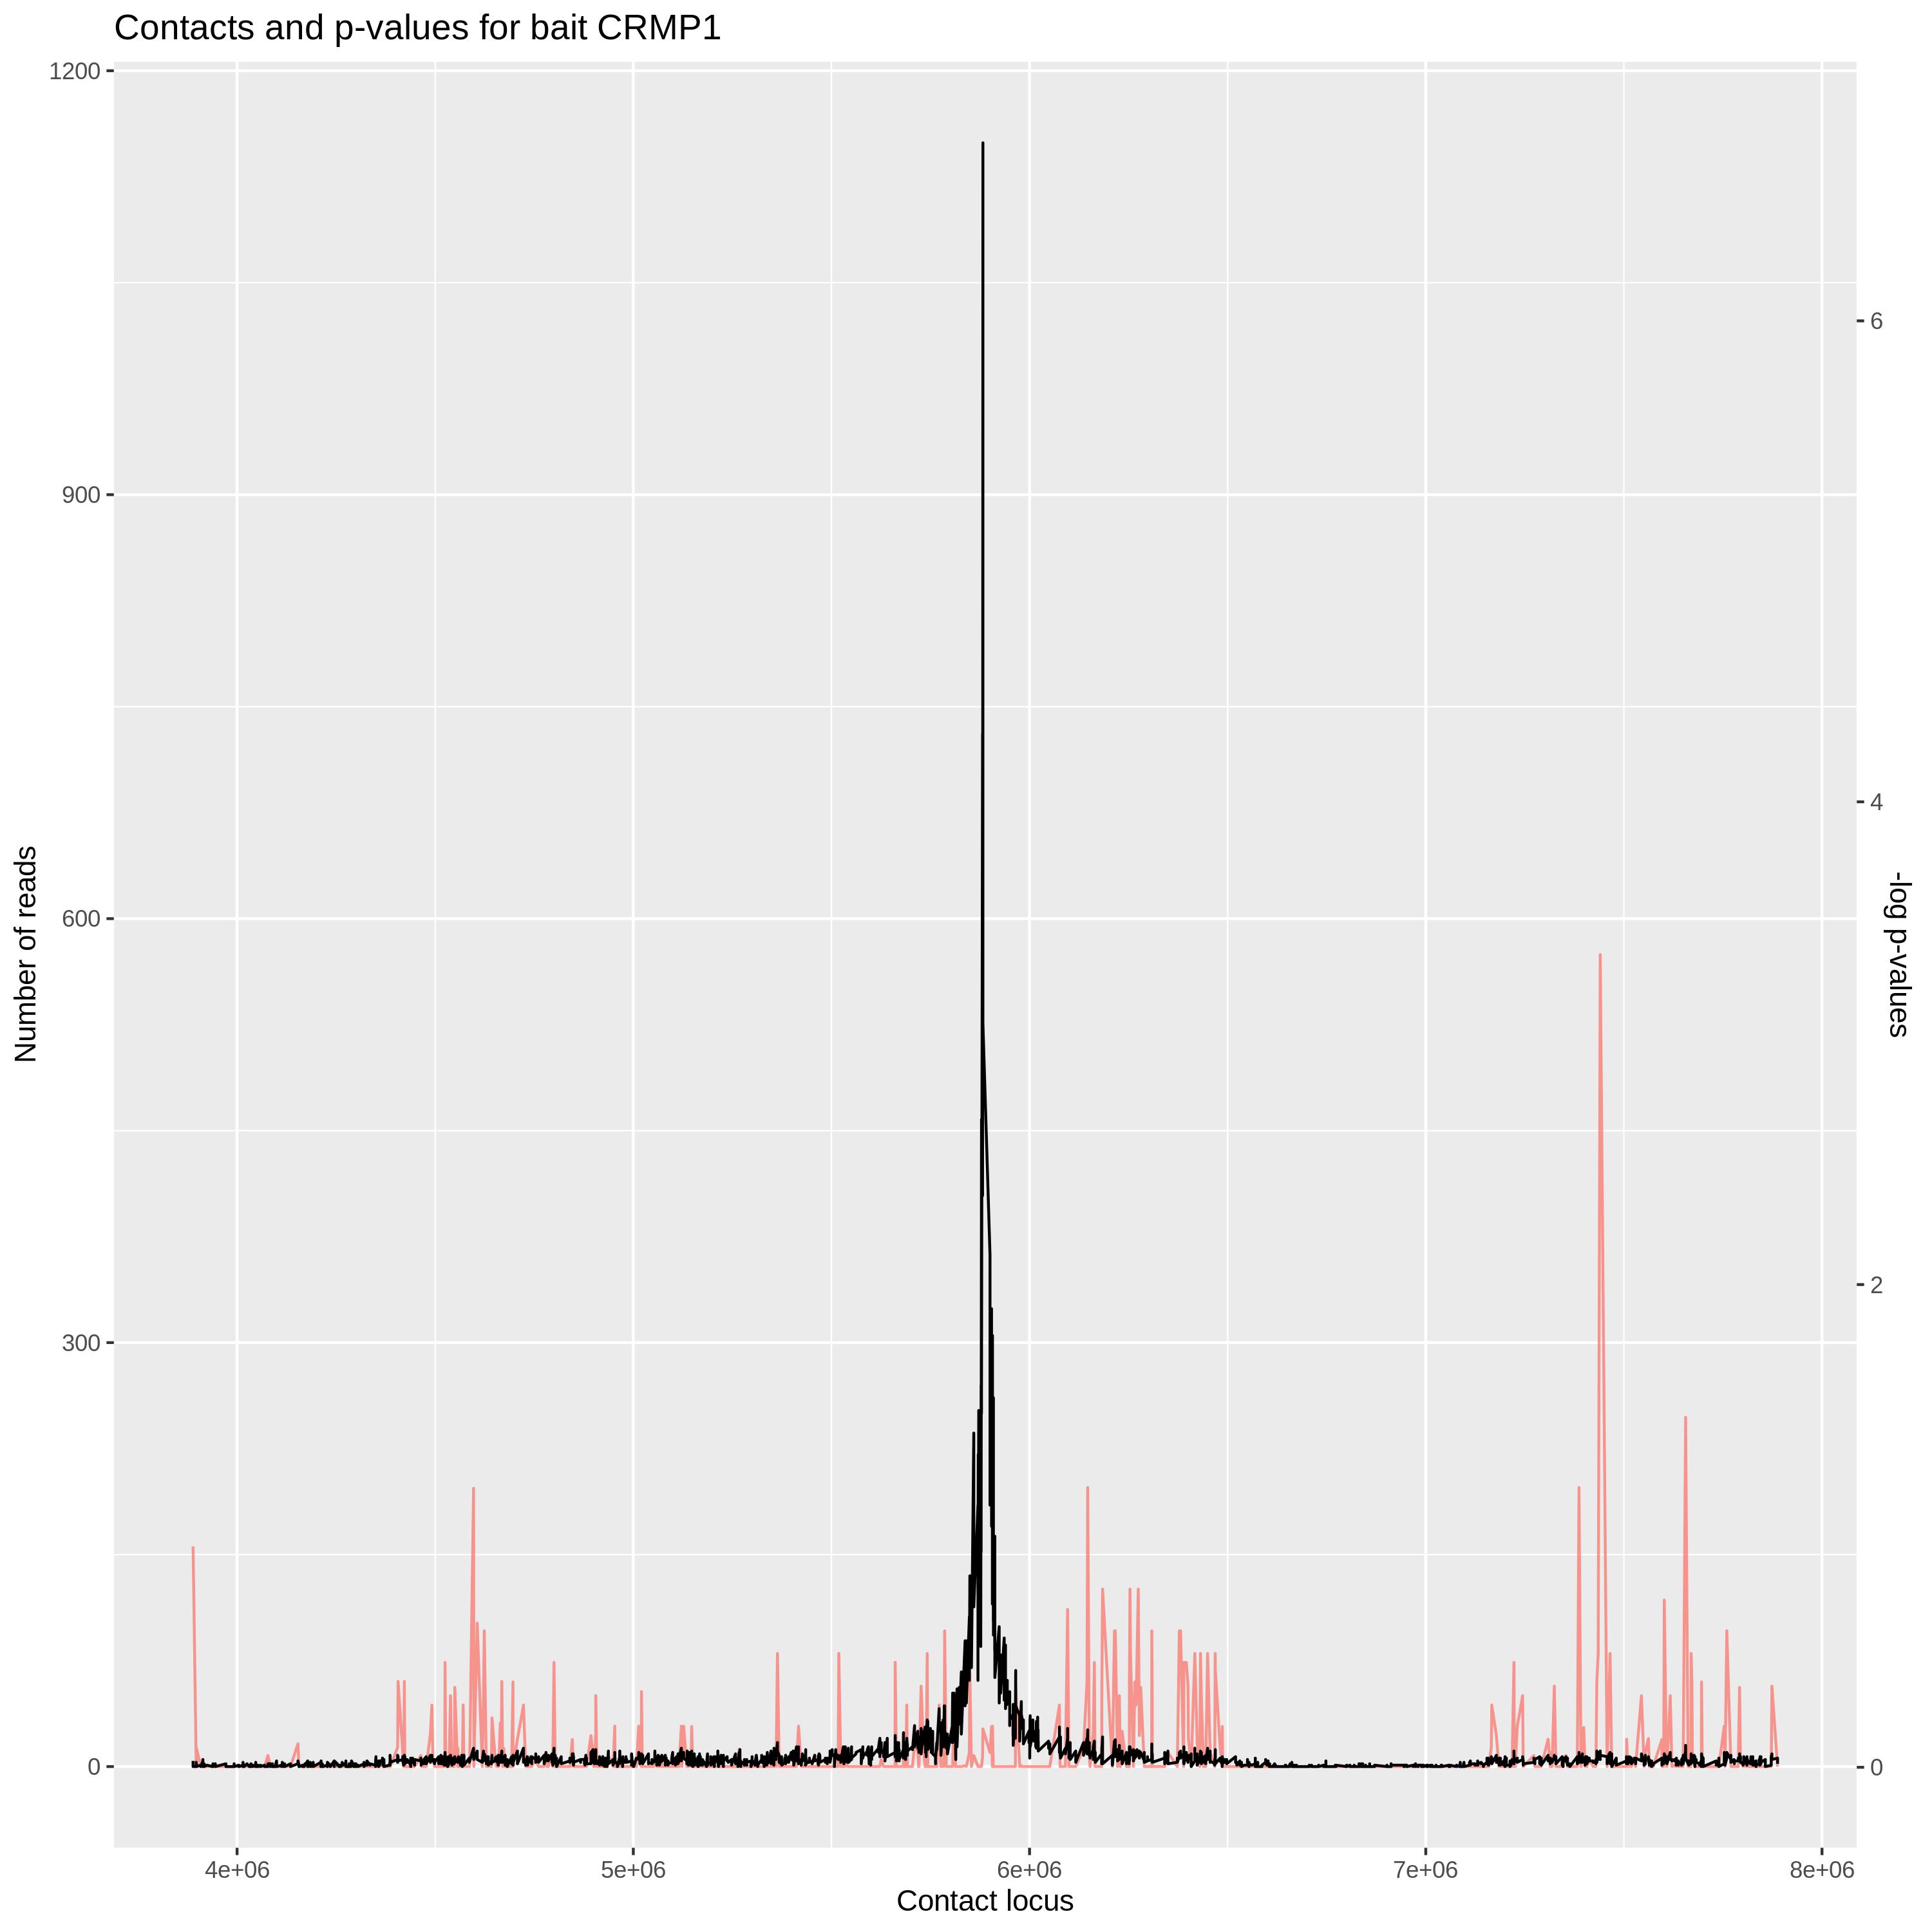 Contacts and p-values for bait CRMP1
1200
900
600
300
0
Number of reads
6
4
2
0
-log p-values
4e+06
5e+06
6e+06
7e+06
8e+06
Contact locus